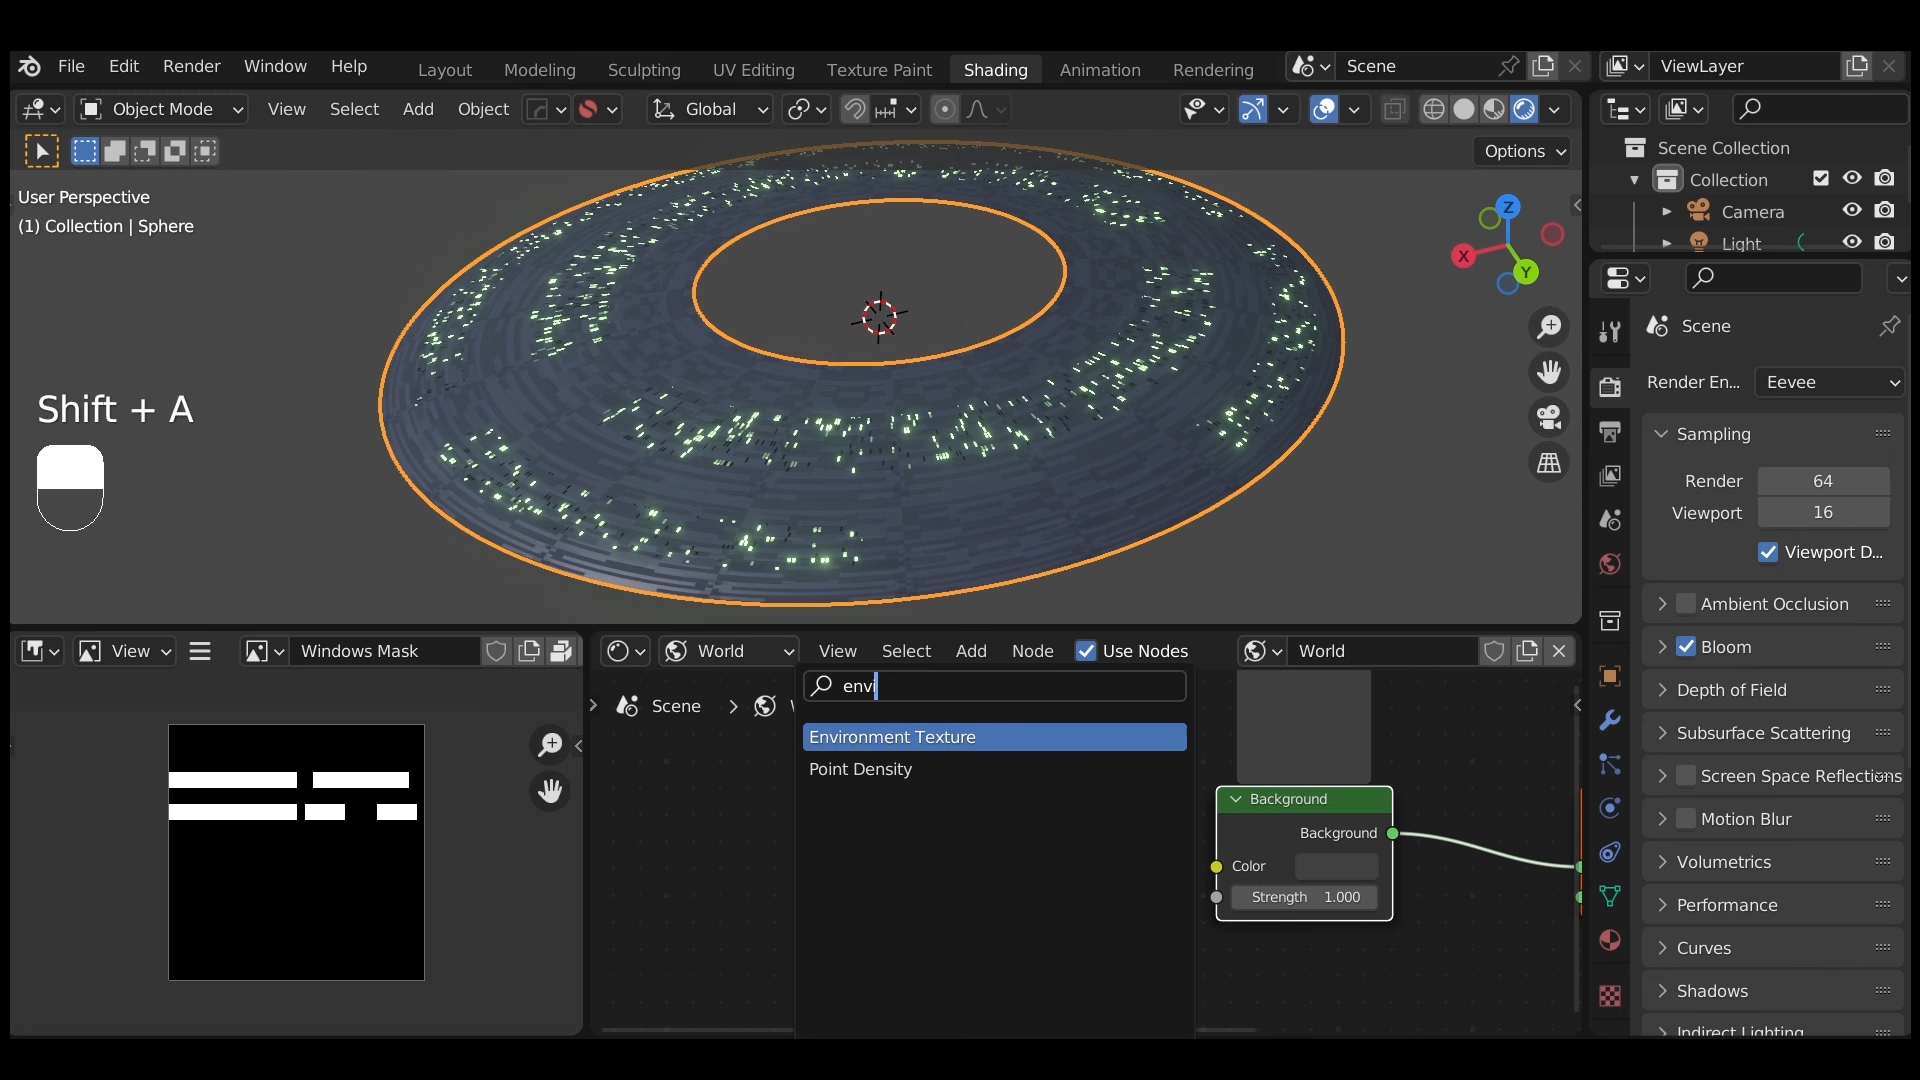 File Edit Render Window Help Layout Modeling Sculpting UV Editing Texture Paint Shading Animation Rendering Scene ViewLayer
Object Mode View Select Add Object Global
Options
User Perspective
(1) Collection | Sphere
Z
X
Y
Shift + A
Scene Collection
Collection
Camera
Light
Scene
Render En... Eevee
Sampling
Render 64
Viewport 16
Viewport D...
Ambient Occlusion
Bloom
Depth of Field
Subsurface Scattering
Screen Space Reflections
Motion Blur
Volumetrics
Performance
Curves
Shadows
Indirect Lighting
View Windows Mask
World View Select Add Node Use Nodes World
Scene
envi
Environment Texture
Point Density
Background
Background
Color
Strength 1.000